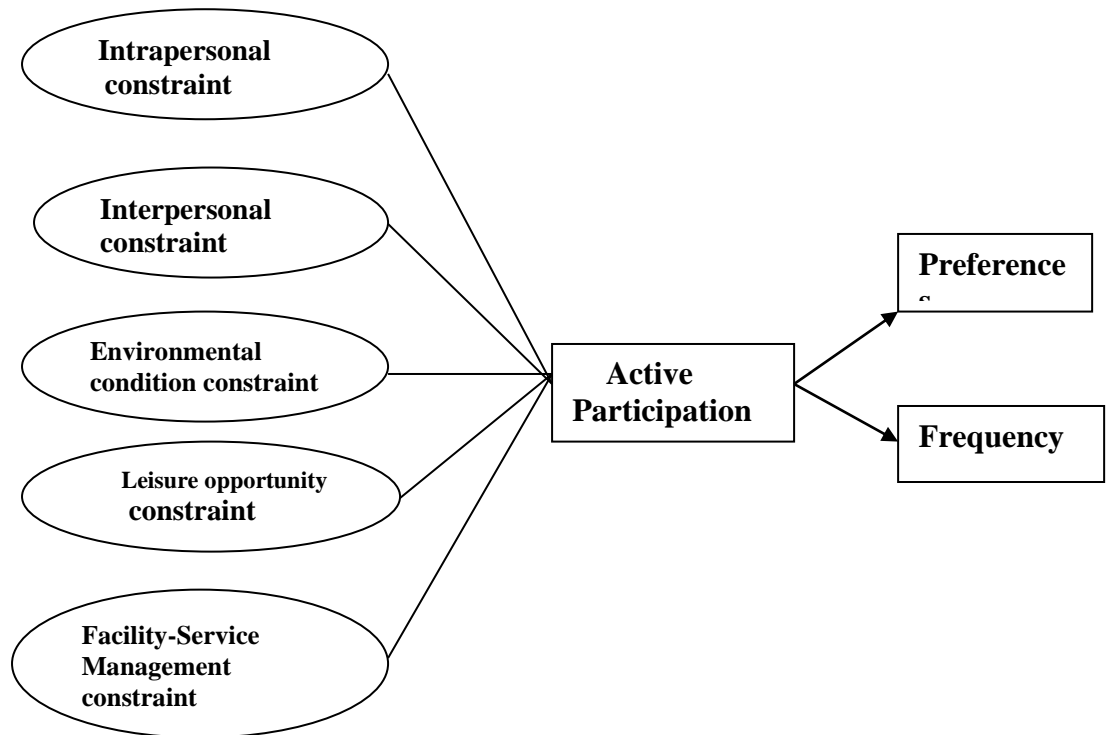 Intrapersonal
constraint
Interpersonal
constraint
Environmental
condition constraint
Leisure opportunity
constraint
Facility-Service
Management
constraint
Active
Participation
Preference
s
Frequency